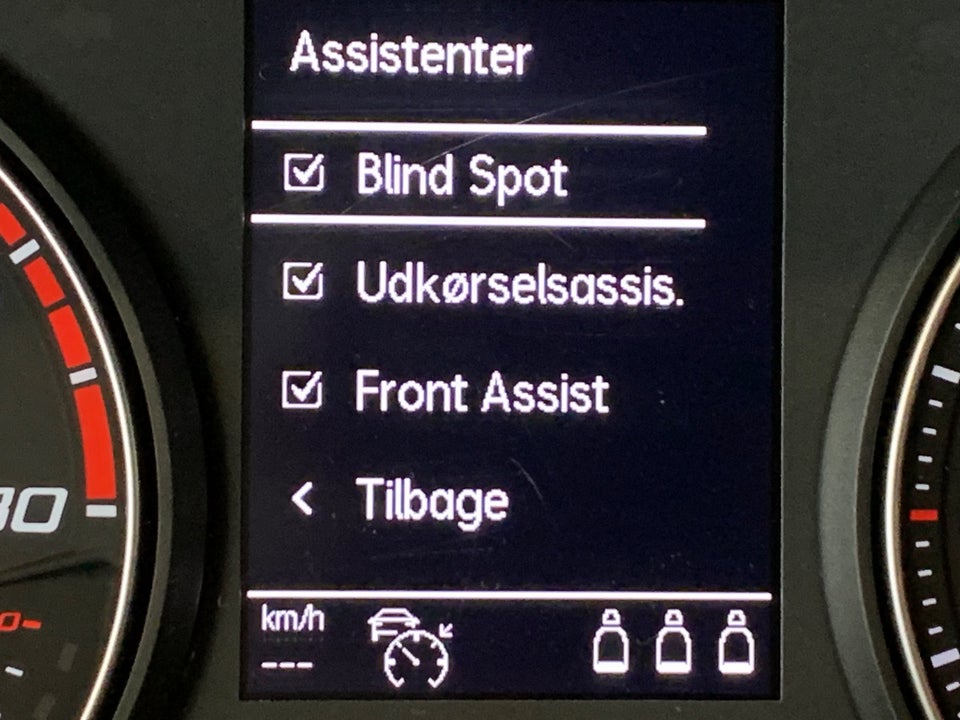 Assistenter
Blind Spot
Udkørselsassis.
Front Assist
Tilbage
km/h
---